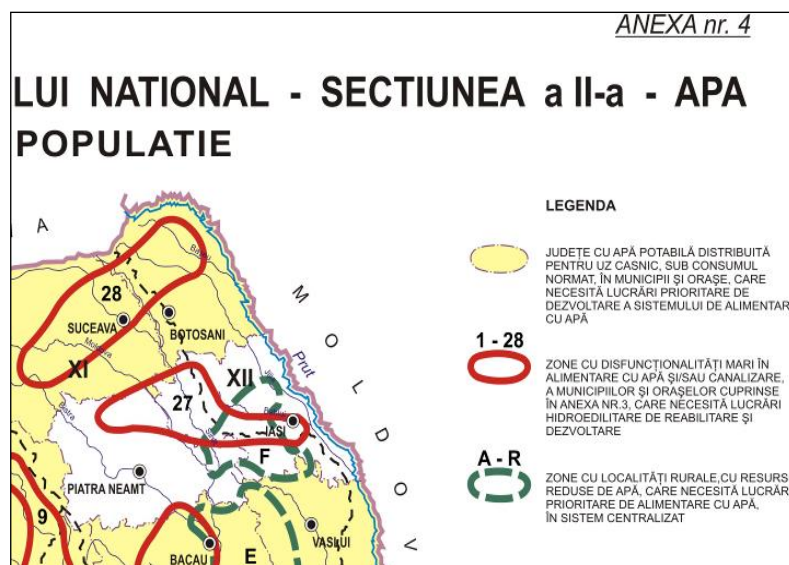 ANEXA nr. 4
LUI NATIONAL - SECTIUNEA a II-a - APA
POPULATIE
LEGENDA
JUDEȚE CU APĂ POTABILĂ DISTRIBUITĂ
PENTRU UZ CASNIC, SUB CONSUMUL
NORMAT, ÎN MUNICIPII ȘI ORAȘE, CARE
NECESITĂ LUCRĂRI PRIORITARE DE
DEZVOLTARE A SISTEMULUI DE ALIMENTAR
CU APĂ
1 - 28
ZONE CU DISFUNCȚIONALITĂȚI MARI ÎN
ALIMENTARE CU APĂ ȘI/SAU CANALIZARE,
A MUNICIPIILOR ȘI ORAȘELOR CUPRINSE
ÎN ANEXA NR.3, CARE NECESITĂ LUCRĂRI
HIDROEDILITARE DE REABILITARE ȘI
DEZVOLTARE
A - R
ZONE CU LOCALITĂȚI RURALE,CU RESURS
REDUSE DE APĂ, CARE NECESITĂ LUCRĂR
PRIORITARE DE ALIMENTARE CU APĂ,
ÎN SISTEM CENTRALIZAT
A
MOLDOV
28
SUCEAVA
BOTOSANI
Moldova
XI
XII
Prut
27
Bistra
IASI
F
PIATRA NEAMT
9
BACAU
E
VASLUI